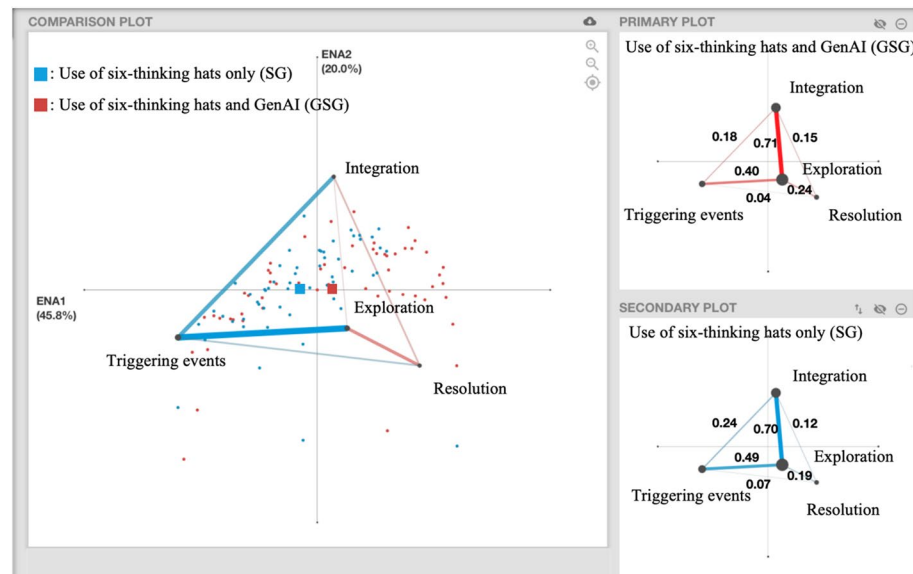 COMPARISON PLOT
ENA2
(20.0%)
: Use of six-thinking hats only (SG)
: Use of six-thinking hats and GenAI (GSG)
Integration
ENA1
(45.8%)
Exploration
Triggering events
Resolution
PRIMARY PLOT
Use of six-thinking hats and GenAI (GSG)
Integration
0.18
0.71
0.15
Exploration
0.40
0.24
0.04
Triggering events
Resolution
SECONDARY PLOT
Use of six-thinking hats only (SG)
Integration
0.24
0.70
0.12
Exploration
0.49
0.19
0.07
Triggering events
Resolution